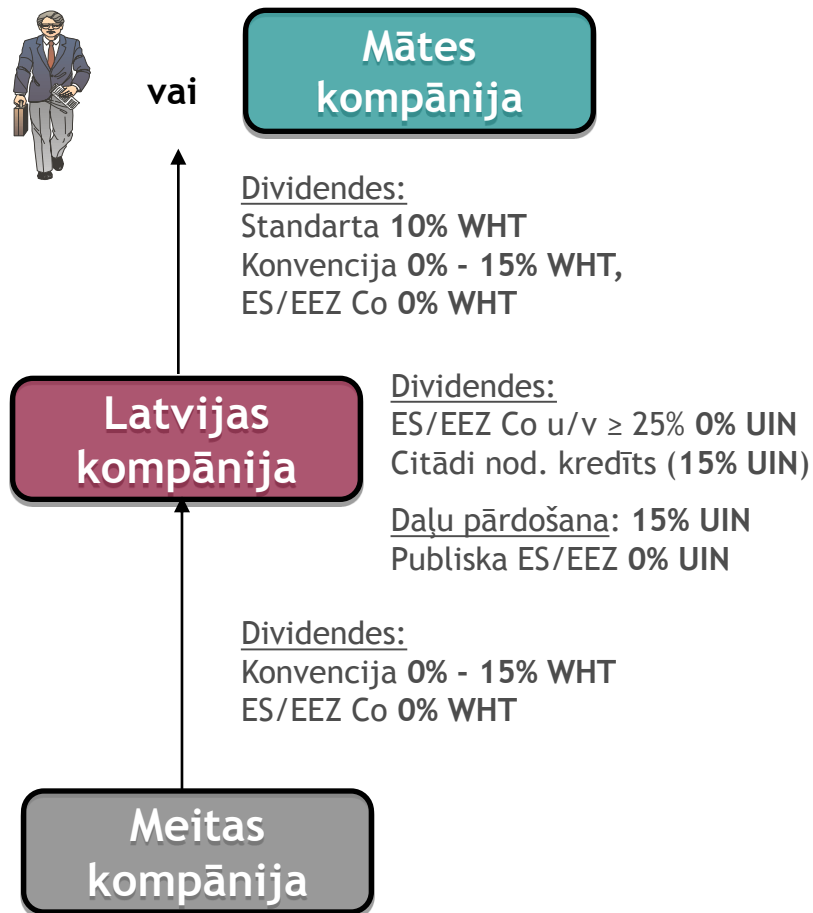 vai
Mātes
kompānija
Dividendes:
Standarta 10% WHT
Konvencija 0% - 15% WHT,
ES/EEZ Co 0% WHT
Latvijas
kompānija
Dividendes:
ES/EEZ Co u/v ≥ 25% 0% UIN
Citādi nod. kredīts (15% UIN)
Daļu pārdošana: 15% UIN
Publiska ES/EEZ 0% UIN
Dividendes:
Konvencija 0% - 15% WHT
ES/EEZ Co 0% WHT
Meitas
kompānija